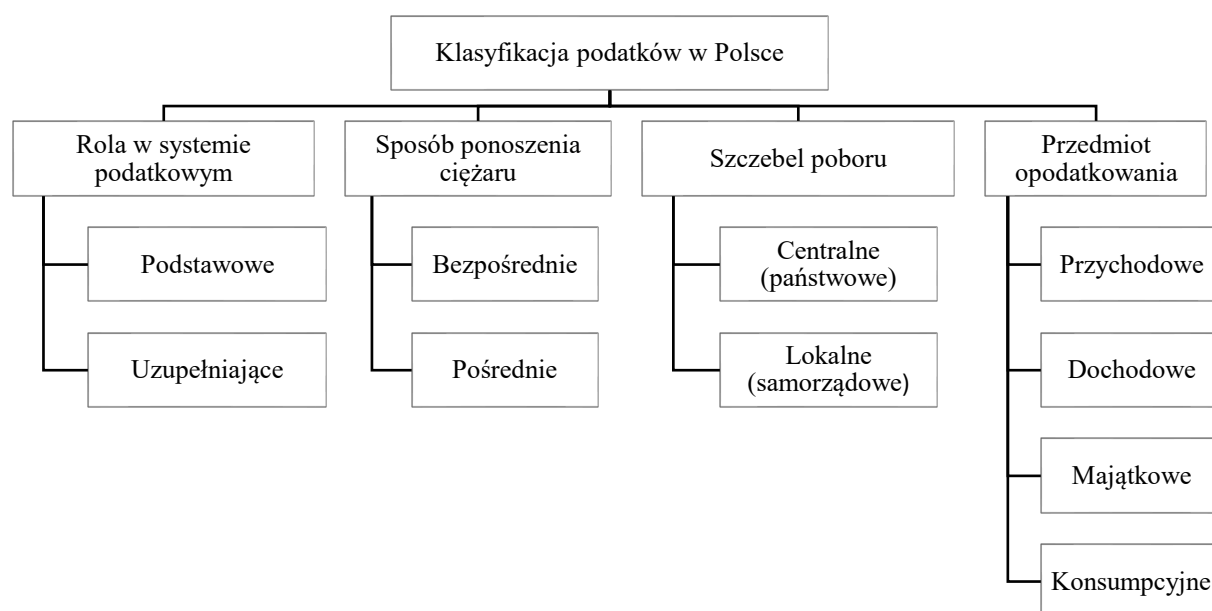 Klasyfikacja podatków w Polsce
Rola w systemie
podatkowym
Podstawowe
Uzupełniające
Sposób ponoszenia
ciężaru
Bezpośrednie
Pośrednie
Szczebel poboru
Centralne
(państwowe)
Lokalne
(samorządowe)
Przedmiot
opodatkowania
Przychodowe
Dochodowe
Majątkowe
Konsumpcyjne